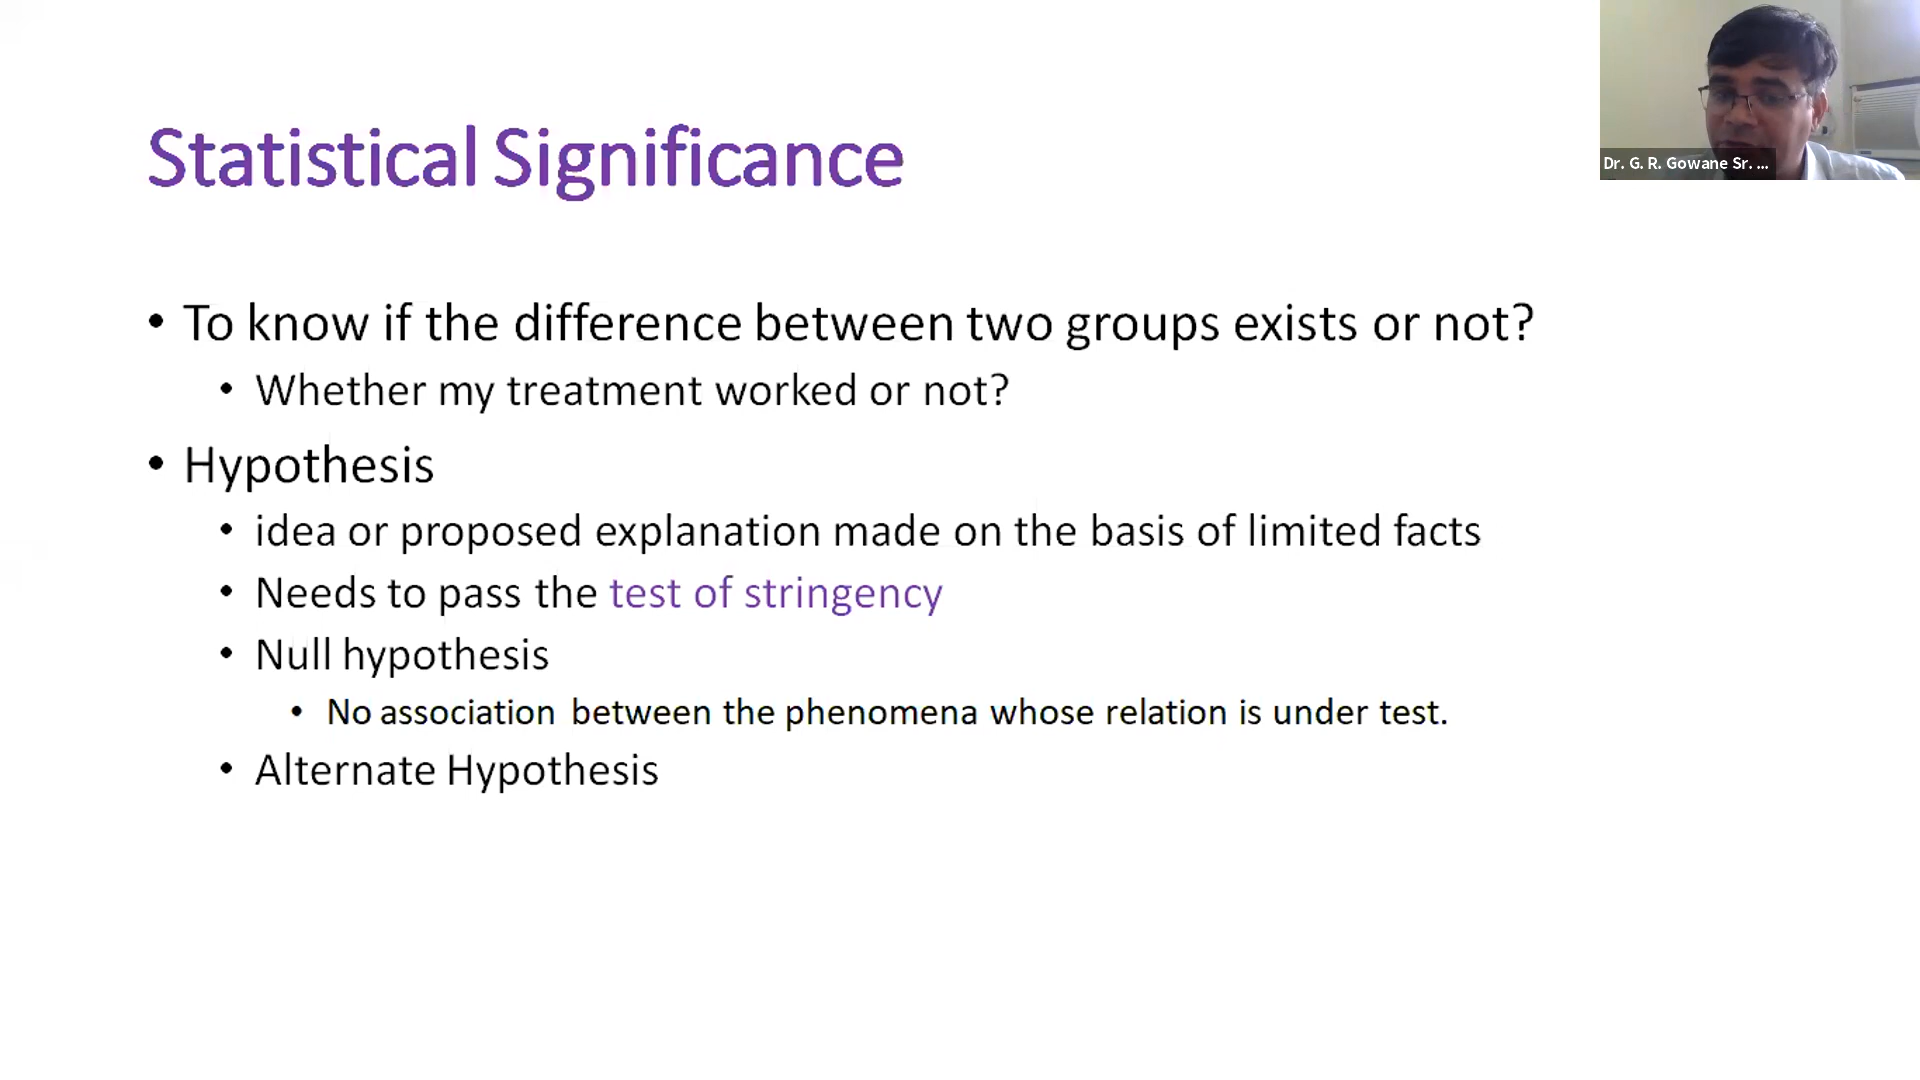 Statistical Significance
Dr. G. R. Gowane Sr. ...
• To know if the difference between two groups exists or not?
• Whether my treatment worked or not?
• Hypothesis
• idea or proposed explanation made on the basis of limited facts
• Needs to pass the test of stringency
• Null hypothesis
• No association between the phenomena whose relation is under test.
• Alternate Hypothesis